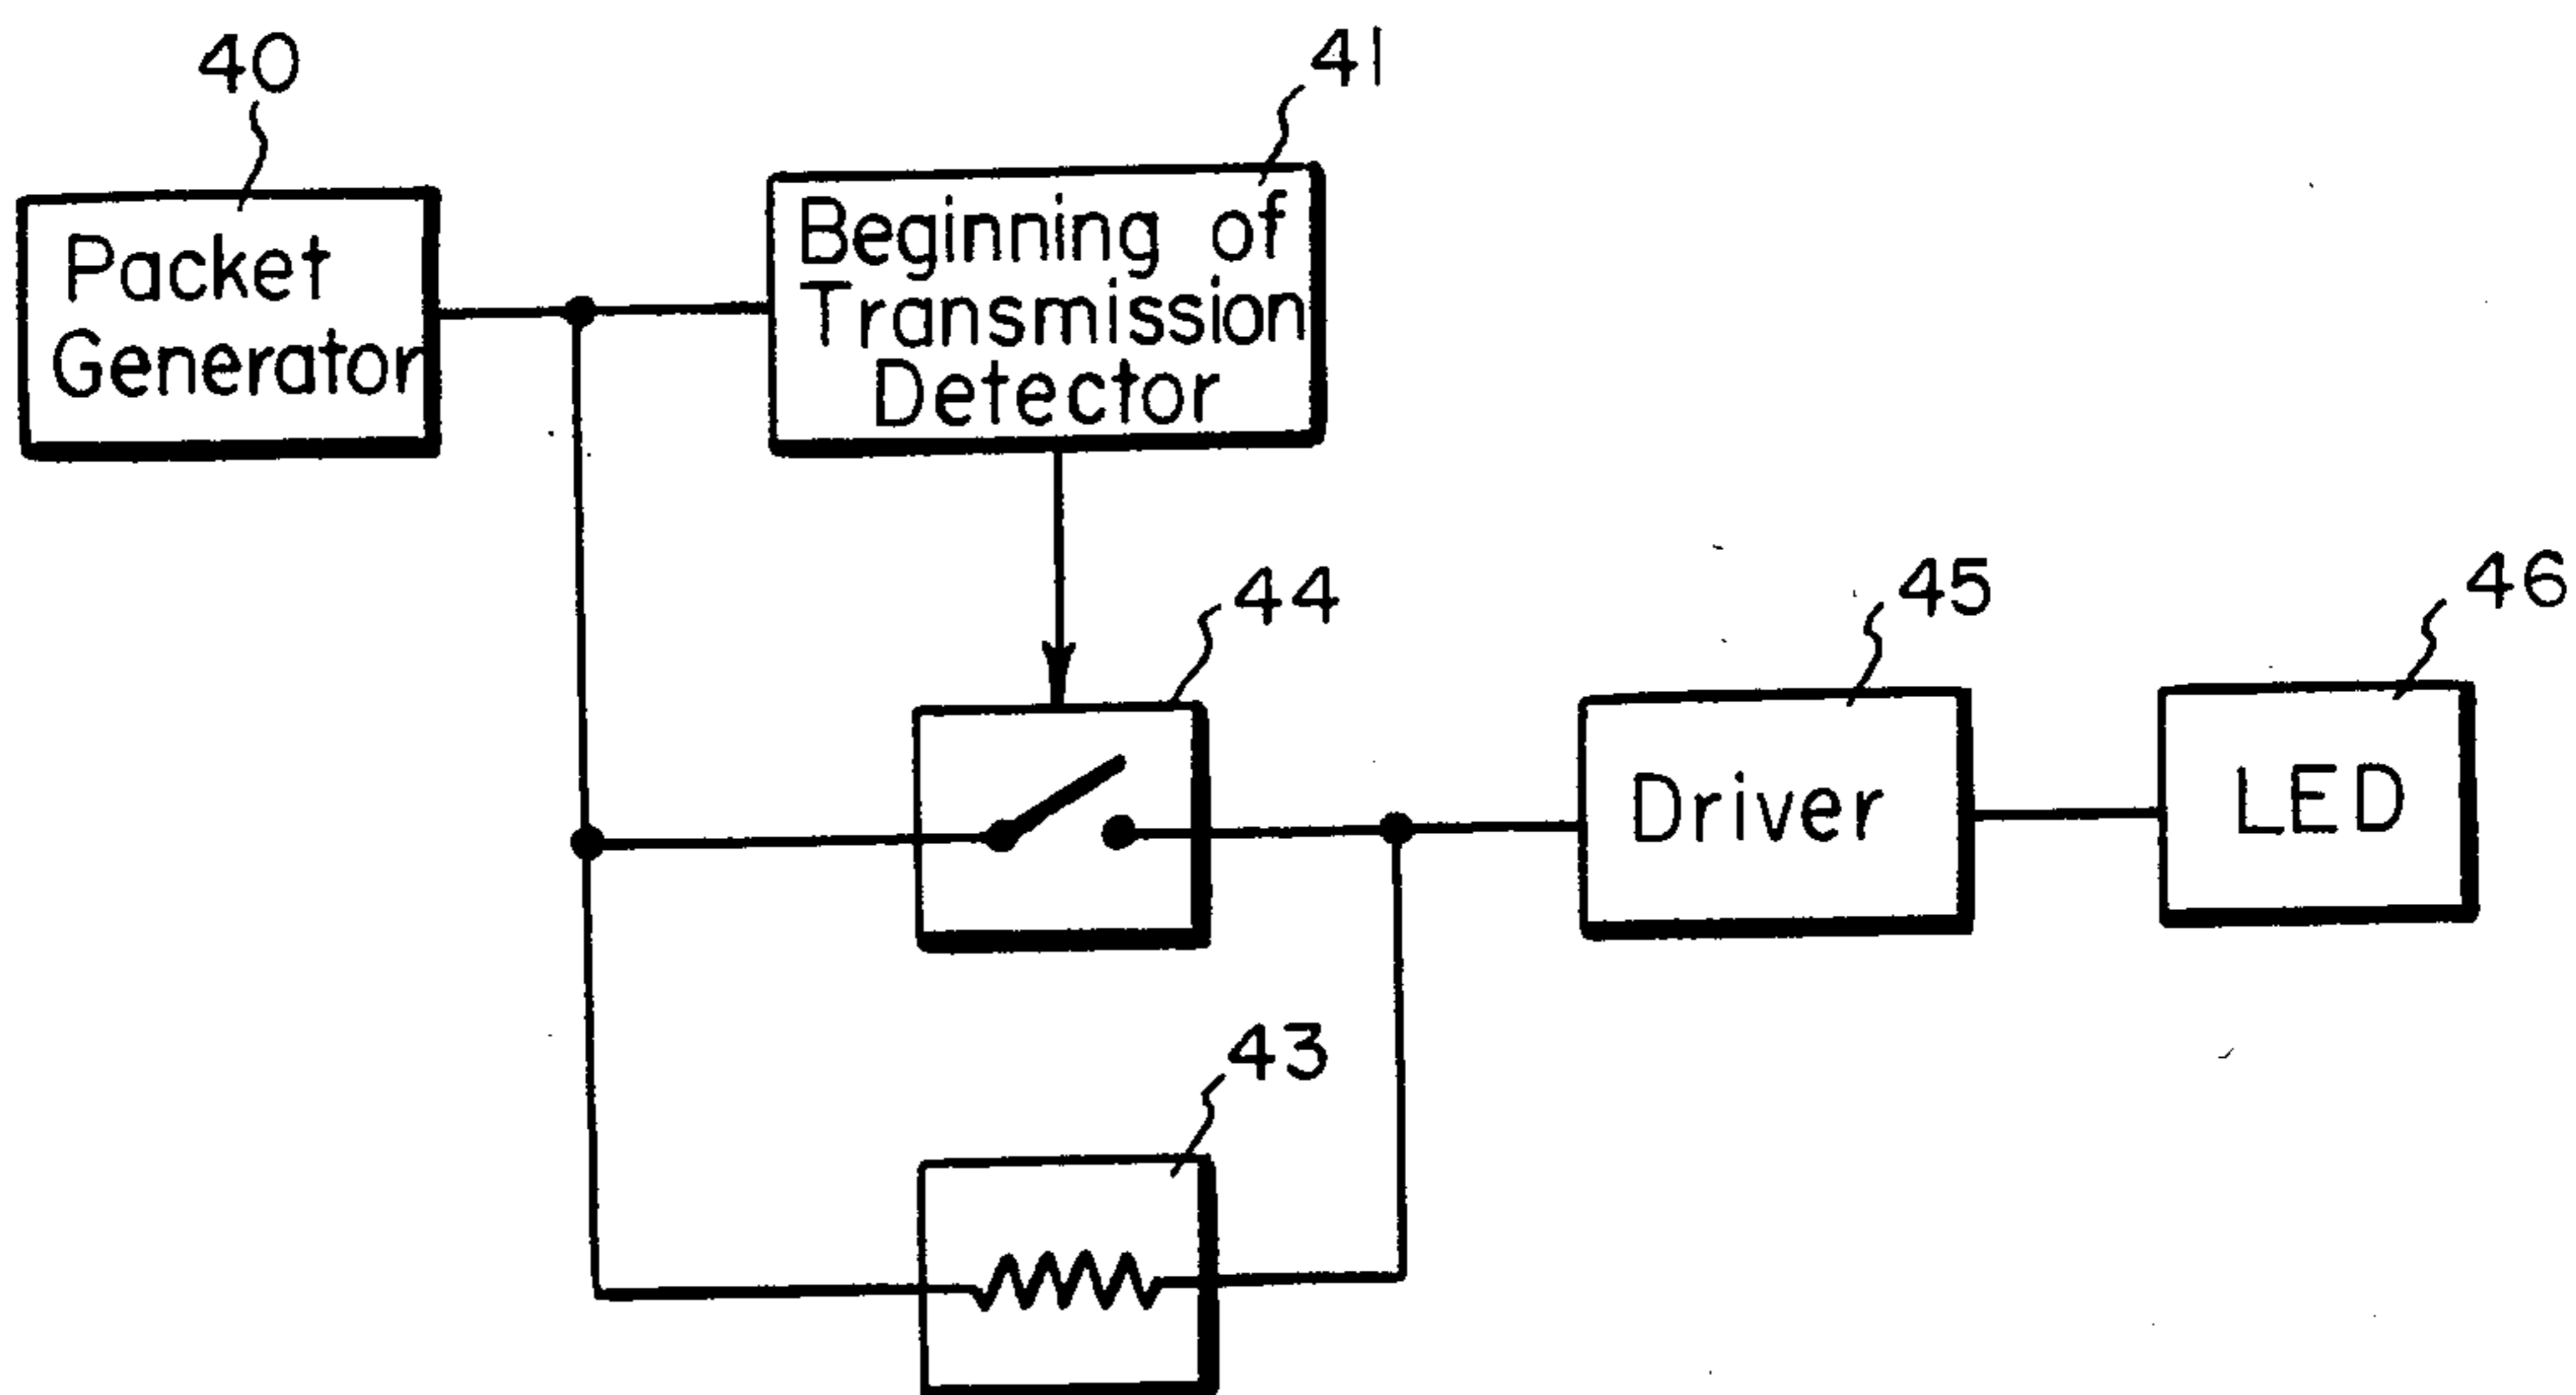 40
41
Packet
Generator
Beginning of
Transmission
Detector
44
45
46
Driver
LED
43